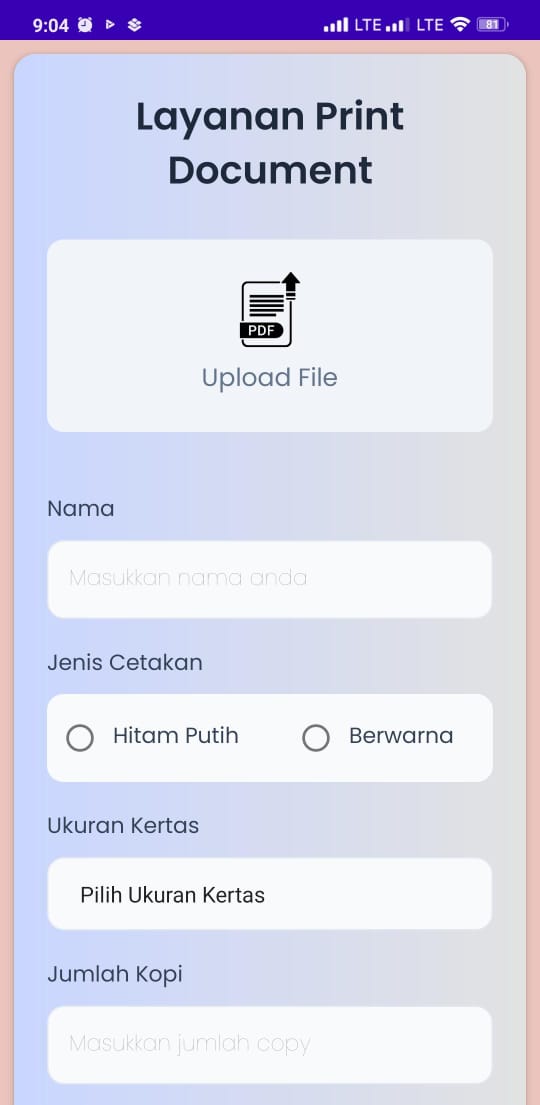 9:04 LTE LTE 81
Layanan Print
Document
PDF
Upload File
Nama
Masukkan nama anda
Jenis Cetakan
Hitam Putih Berwarna
Ukuran Kertas
Pilih Ukuran Kertas
Jumlah Kopi
Masukkan jumlah copy